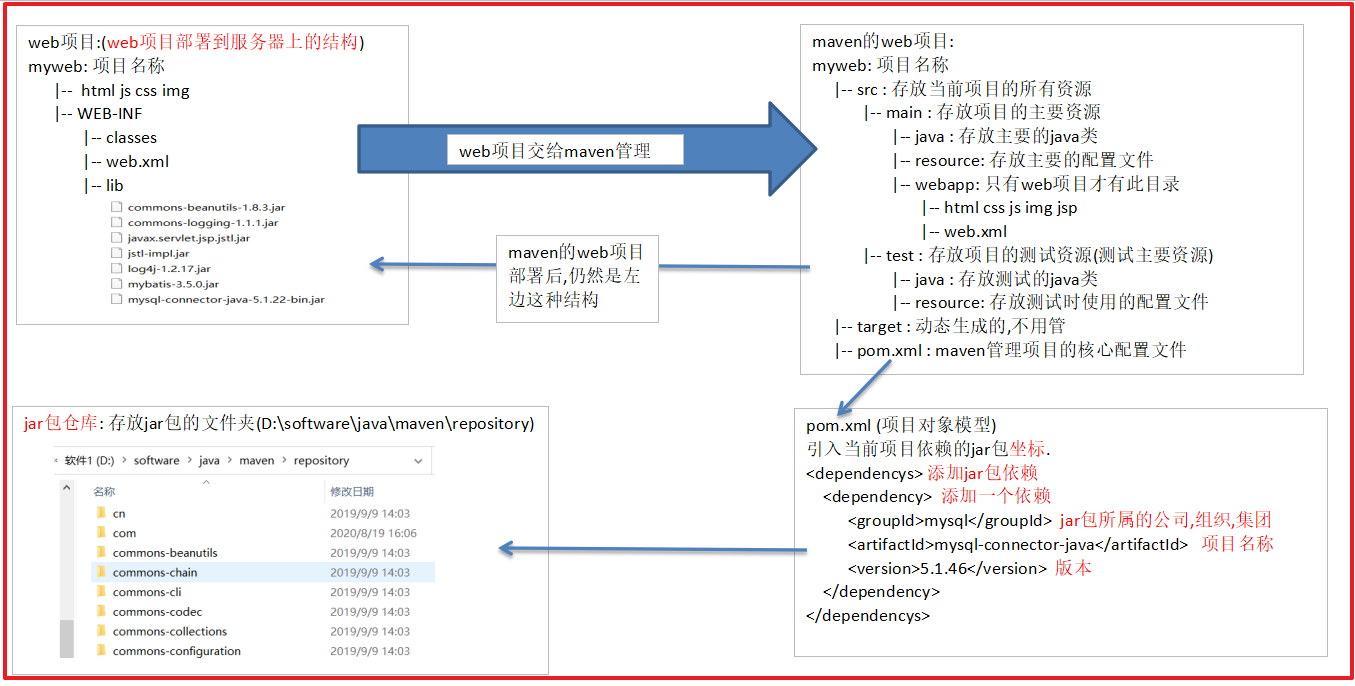 web项目:(web项目部署到服务器上的结构)
myweb: 项目名称
|-- html js css img
|-- WEB-INF
|-- classes
|-- web.xml
|-- lib
commons-beanutils-1.8.3.jar
commons-logging-1.1.1.jar
javax.servlet.jsp.jstl.jar
jstl-impl.jar
log4j-1.2.17.jar
mybatis-3.5.0.jar
mysql-connector-java-5.1.22-bin.jar
web项目交给maven管理
maven的web项目
部署后,仍然是左
边这种结构
maven的web项目:
myweb: 项目名称
|-- src : 存放当前项目的所有资源
|-- main : 存放项目的主要资源
|-- java : 存放主要的java类
|-- resource: 存放主要的配置文件
|-- webapp: 只有web项目才有此目录
|-- html css js img jsp
|-- web.xml
|-- test : 存放项目的测试资源(测试主要资源)
|-- java : 存放测试的java类
|-- resource: 存放测试时使用的配置文件
|-- target : 动态生成的,不用管
|-- pom.xml : maven管理项目的核心配置文件
jar包仓库: 存放jar包的文件夹(D:\software\java\maven\repository)
软件1 (D:) > software > java > maven > repository
名称 修改日期
cn 2019/9/9 14:03
com 2020/8/19 16:06
commons-beanutils 2019/9/9 14:03
commons-chain 2019/9/9 14:03
commons-cli 2019/9/9 14:03
commons-codec 2019/9/9 14:03
commons-collections 2019/9/9 14:03
commons-configuration 2019/9/9 14:03
pom.xml (项目对象模型)
引入当前项目依赖的jar包坐标.
<dependencys> 添加jar包依赖
<dependency> 添加一个依赖
<groupId>mysql</groupId> jar包所属的公司,组织,集团
<artifactId>mysql-connector-java</artifactId> 项目名称
<version>5.1.46</version> 版本
</dependency>
</dependencys>